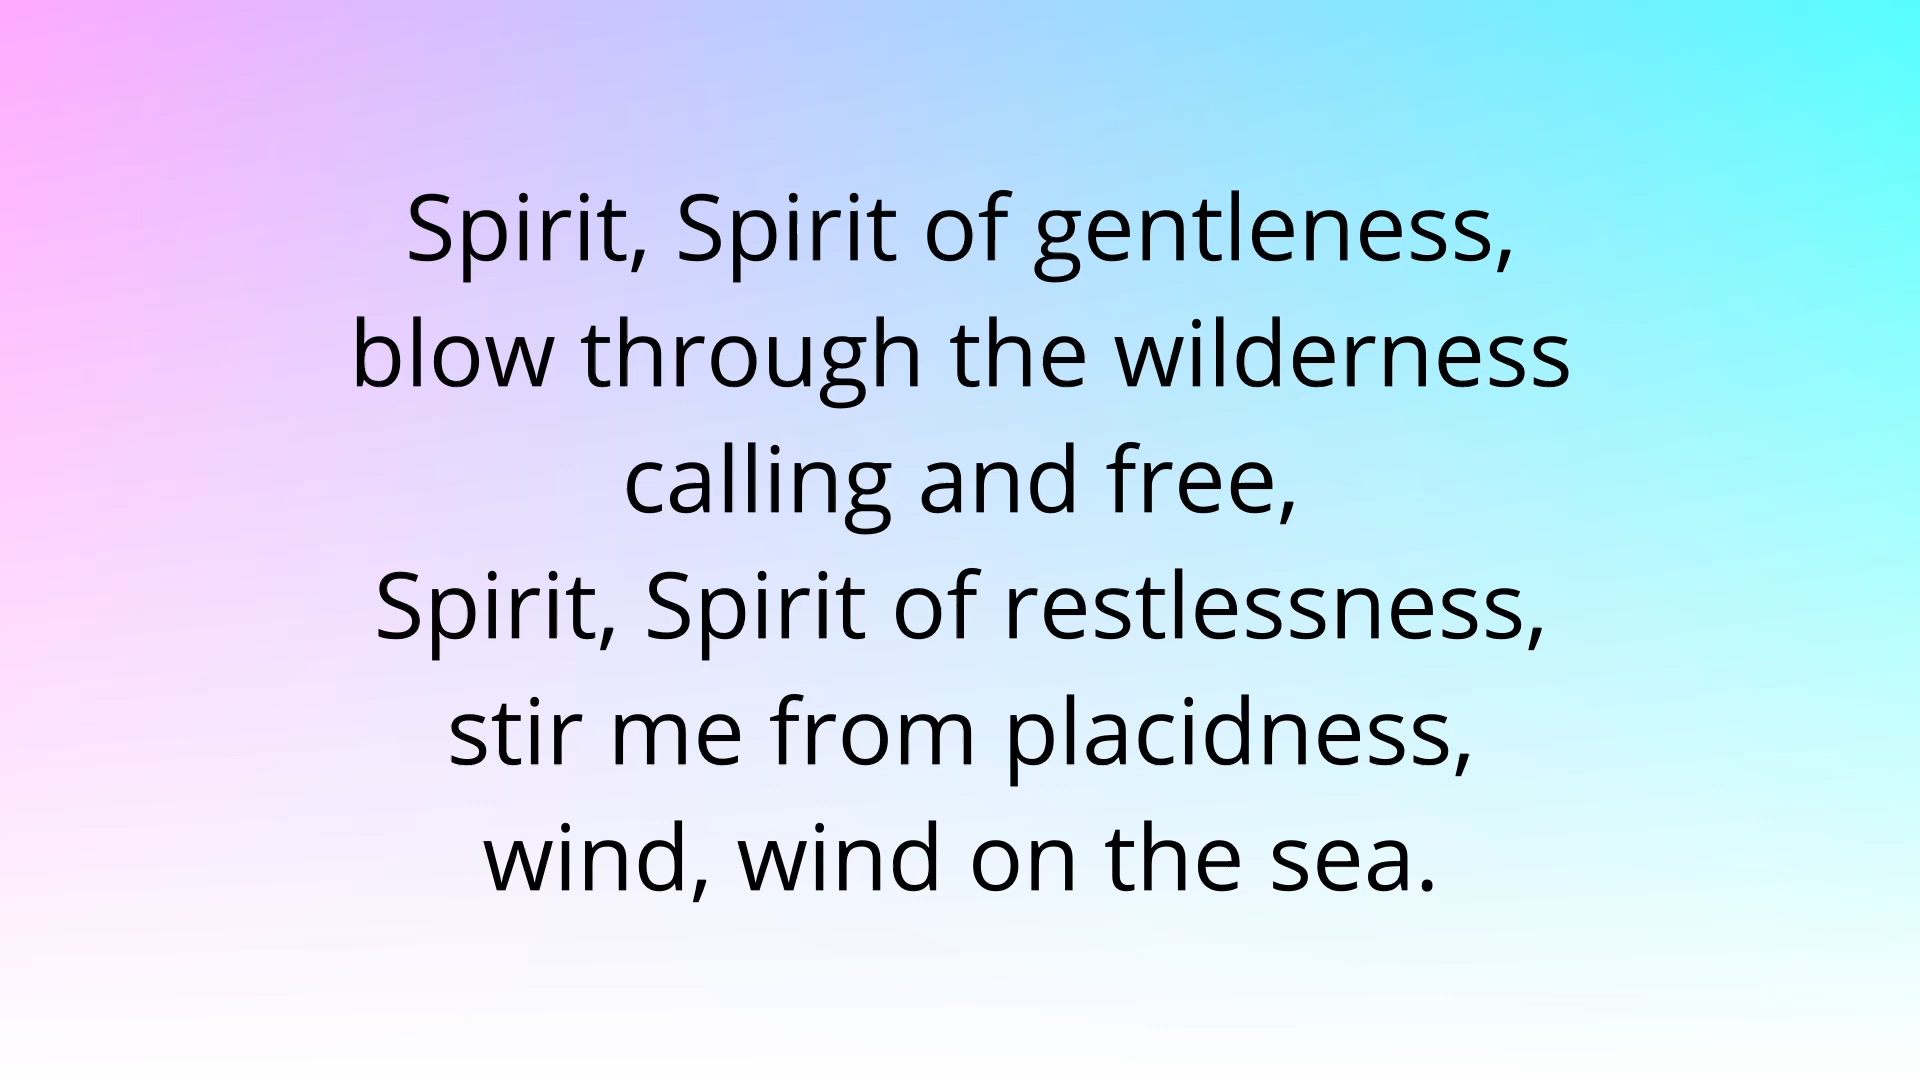 Spirit, Spirit of gentleness,
blow through the wilderness
calling and free,
Spirit, Spirit of restlessness,
stir me from placidness,
wind, wind on the sea.